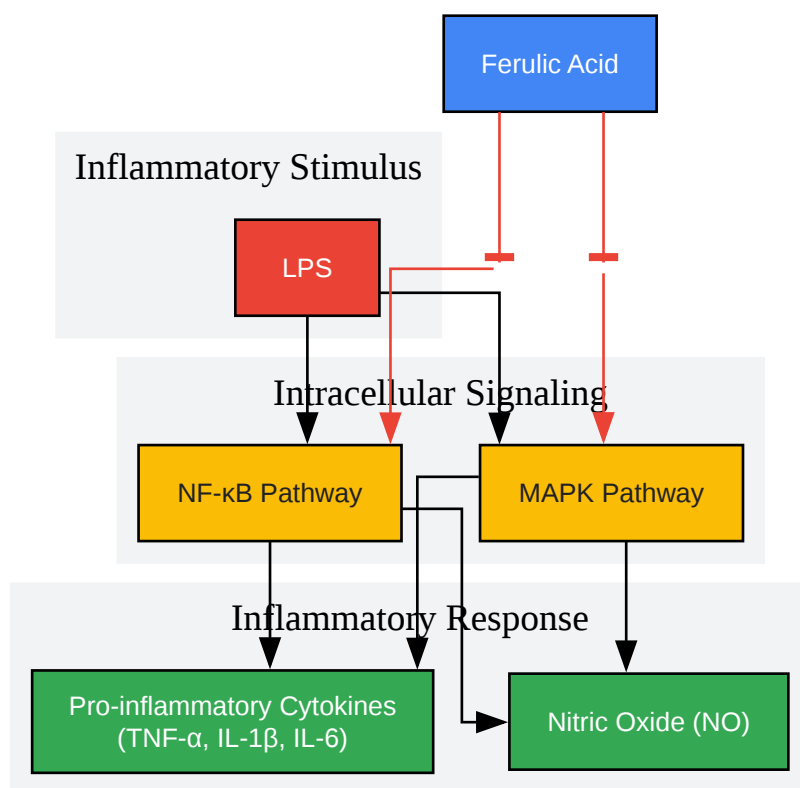 Ferulic Acid
Inflammatory Stimulus
LPS
Intracellular Signaling
NF-κB Pathway
MAPK Pathway
Inflammatory Response
Pro-inflammatory Cytokines
(TNF-α, IL-1β, IL-6)
Nitric Oxide (NO)